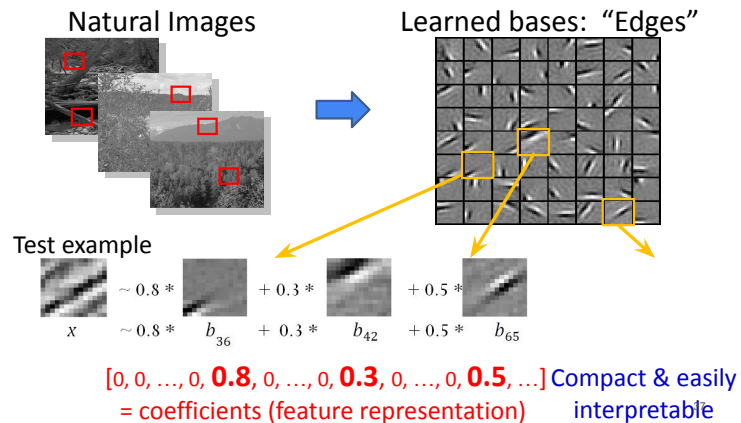 Natural Images
Learned bases: “Edges”
Test example
~ 0.8 * + 0.3 * + 0.5 *
x ~ 0.8 * b36 + 0.3 * b42 + 0.5 * b65
[0, 0, …, 0, 0.8, 0, …, 0, 0.3, 0, …, 0, 0.5, …] Compact & easily
= coefficients (feature representation) interpretable